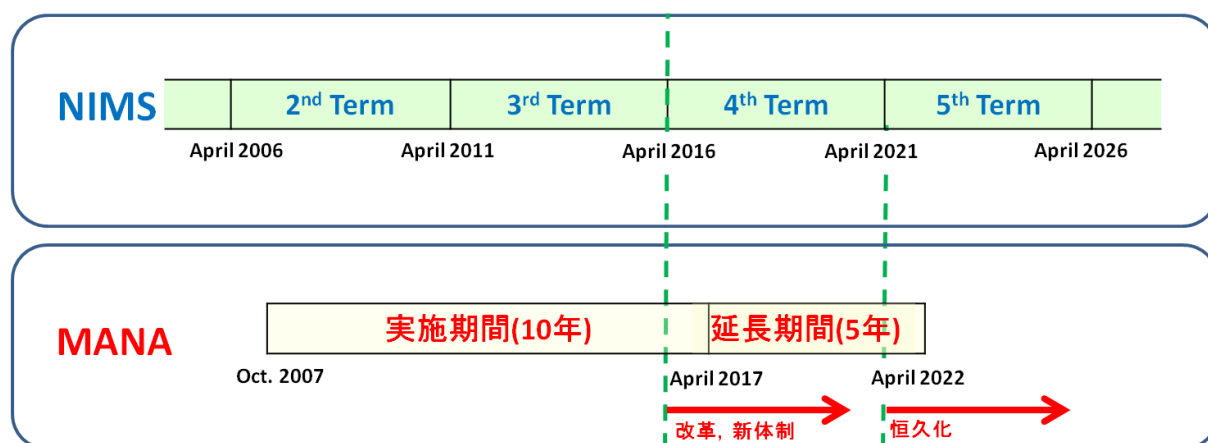 NIMS
2nd Term
3rd Term
4th Term
5th Term
April 2006
April 2011
April 2016
April 2021
April 2026
MANA
実施期間(10年)
延長期間(5年)
Oct. 2007
April 2017
April 2022
改革, 新体制
恒久化